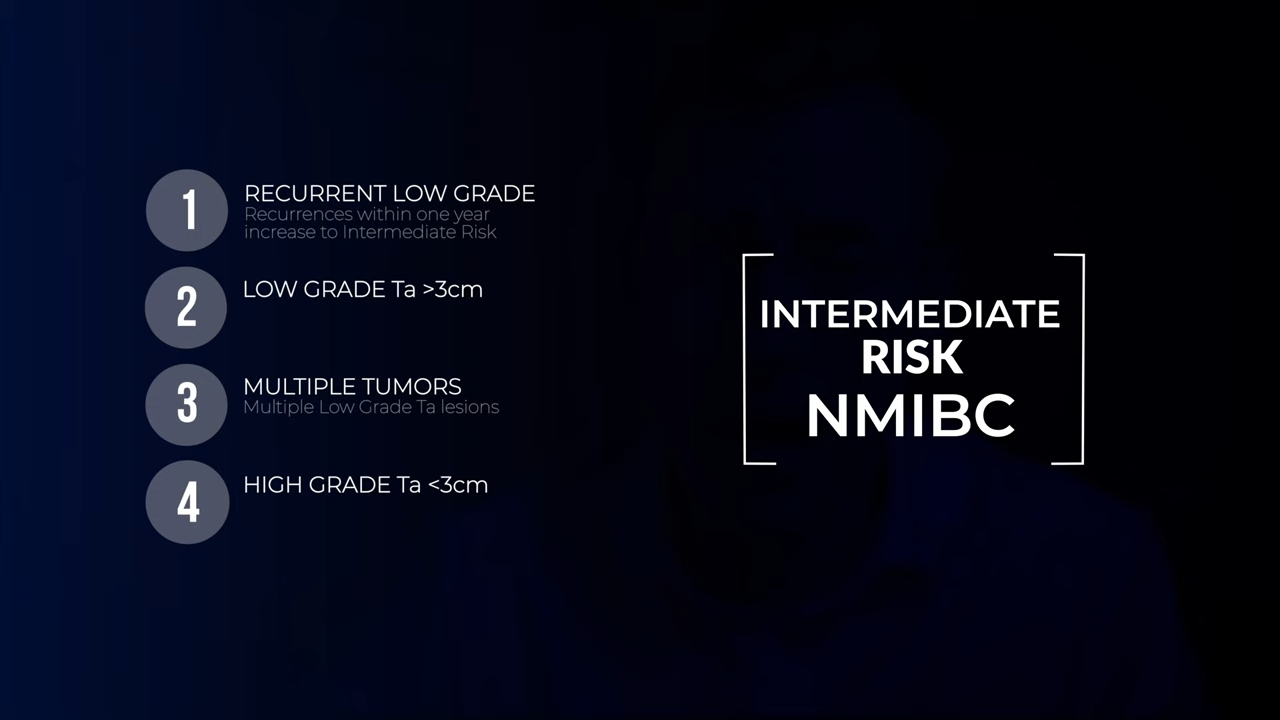 1
RECURRENT LOW GRADE
Recurrences within one year
increase to Intermediate Risk
2
LOW GRADE Ta >3cm
3
MULTIPLE TUMORS
Multiple Low Grade Ta lesions
4
HIGH GRADE Ta <3cm
INTERMEDIATE
RISK
NMIBC